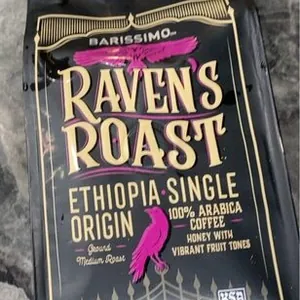 BARISSIMO
RAVEN'S
ROAST
ETHIOPIA · SINGLE
ORIGIN
100% ARABICA
COFFEE
Ground
Medium Roast
HONEY WITH
VIBRANT FRUIT TONES